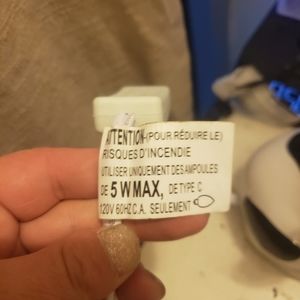 ATTENTION-(POUR RÉDUIRE LE)
RISQUES D'INCENDIE
UTILISER UNIQUEMENT DES AMPOULES
DE 5 W MAX, DE TYPE C
120V 60HZ C.A. SEULEMENT